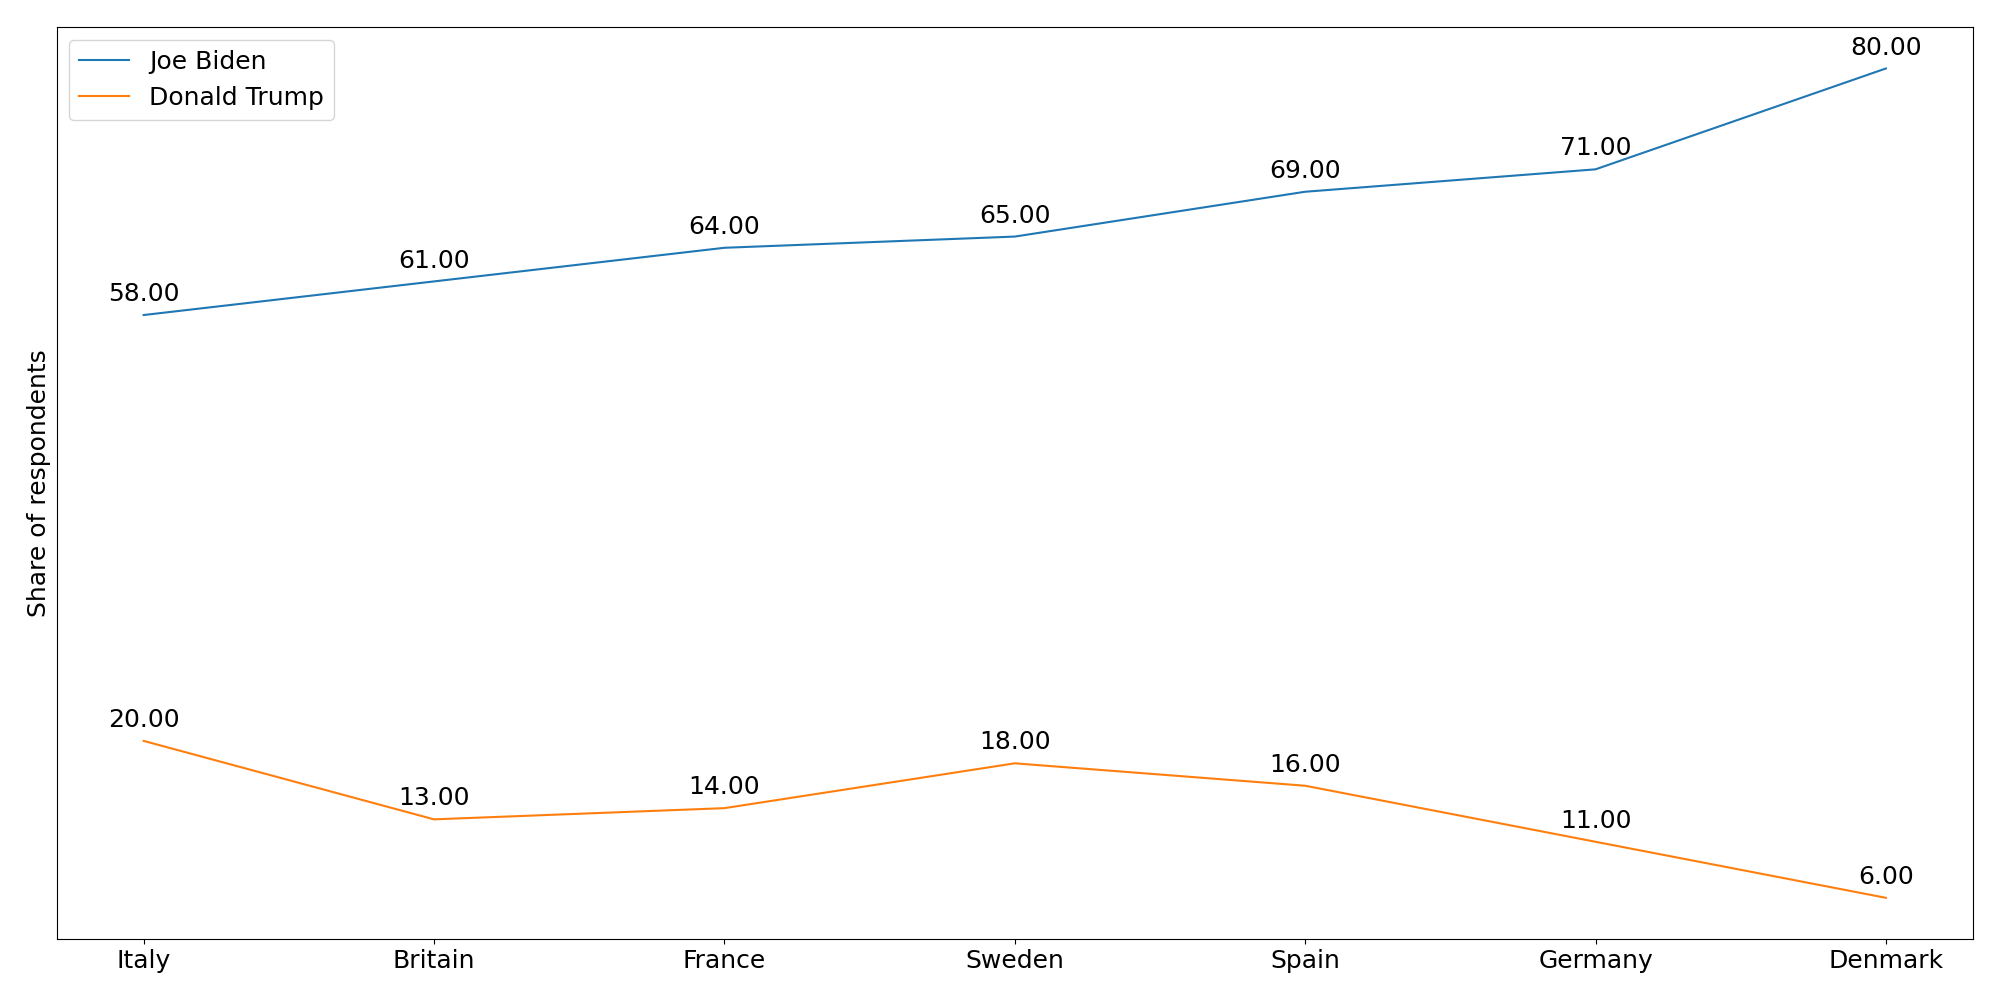 Joe Biden
Donald Trump
80.00
71.00
69.00
65.00
64.00
61.00
58.00
Share of respondents
20.00
13.00
14.00
18.00
16.00
11.00
6.00
Italy
Britain
France
Sweden
Spain
Germany
Denmark